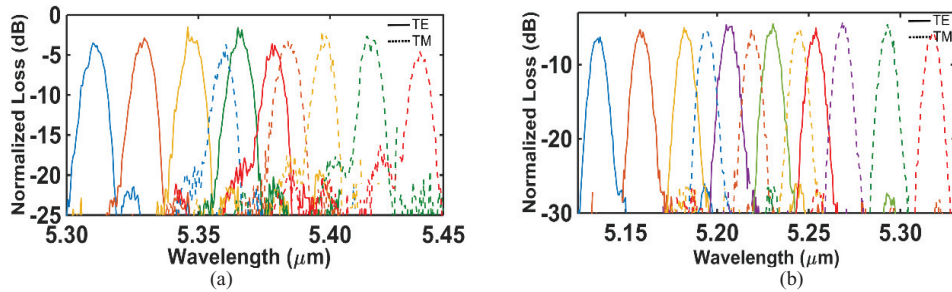 0
-5
-10
-15
-20
-25
Normalized Loss (dB)
TE
TM
5.30
5.35
5.40
5.45
Wavelength (μm)
(a)
-10
-20
-30
Normalized Loss (dB)
TE
TM
5.15
5.20
5.25
5.30
Wavelength (μm)
(b)